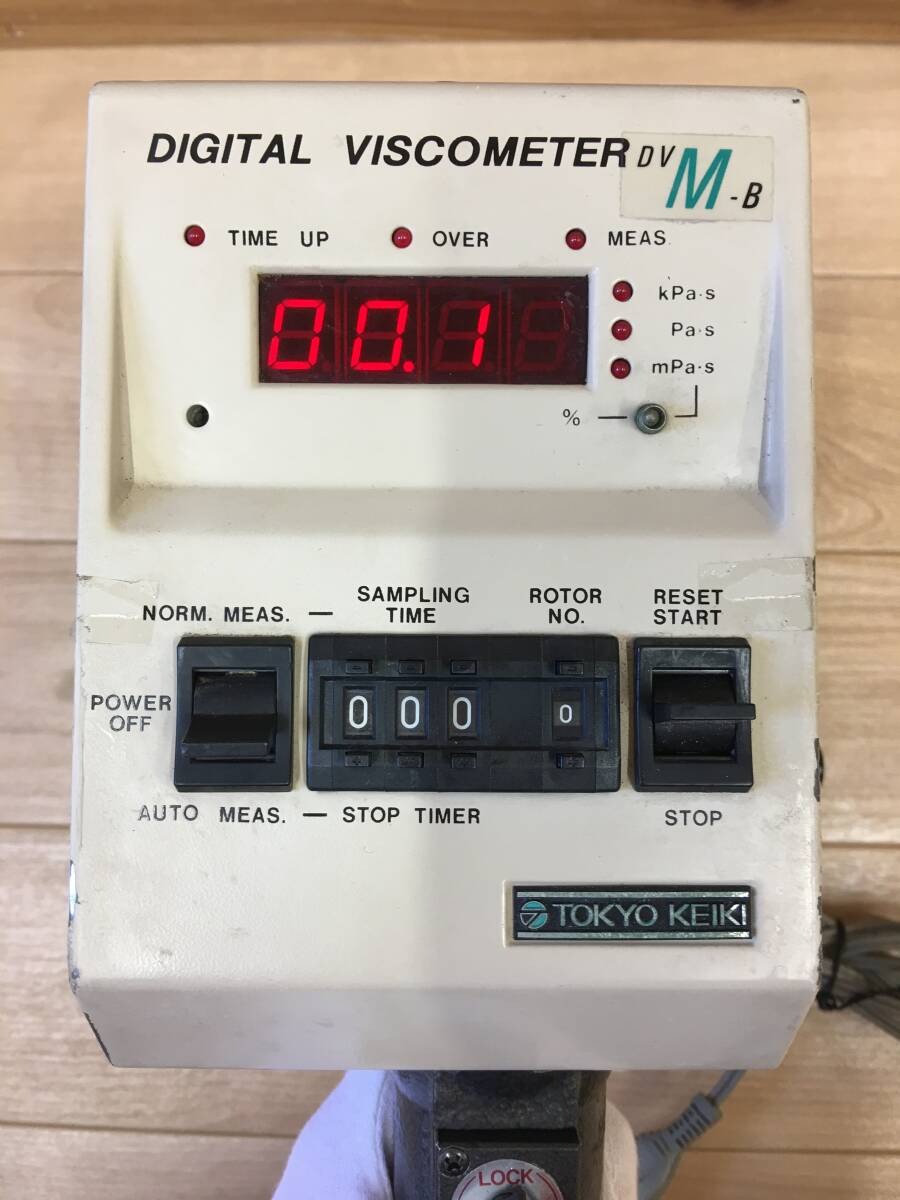 DIGITAL VISCOMETER DV M -B
TIME UP OVER MEAS.
kPa·s
00.1
Pa·s
mPa·s
%
SAMPLING TIME
ROTOR NO.
RESET START
NORM. MEAS. —
POWER OFF
0 0 0 0
AUTO MEAS. — STOP TIMER
STOP
TOKYO KEIKI
LOCK